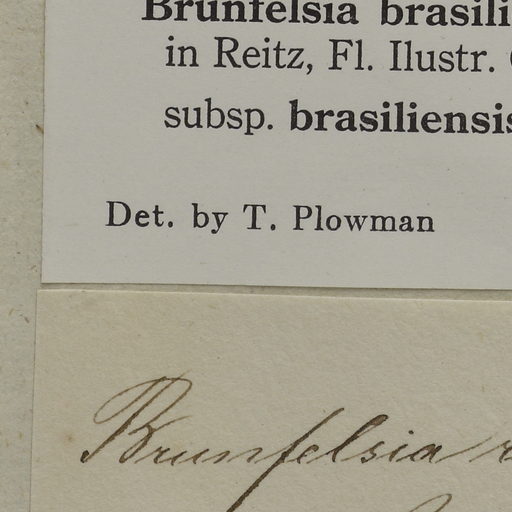 Brunfelsia brasili
in Reitz, Fl. Ilustr.
subsp. brasiliensis
Det. by T. Plowman
Brunfelsia